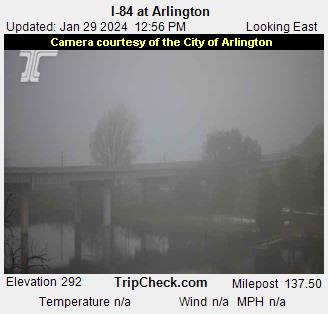 I-84 at Arlington
Updated: Jan 29 2024 12:56 PM Looking East
Camera courtesy of the City of Arlington
Elevation 292 TripCheck.com Milepost 137.50
Temperature n/a Wind n/a MPH n/a